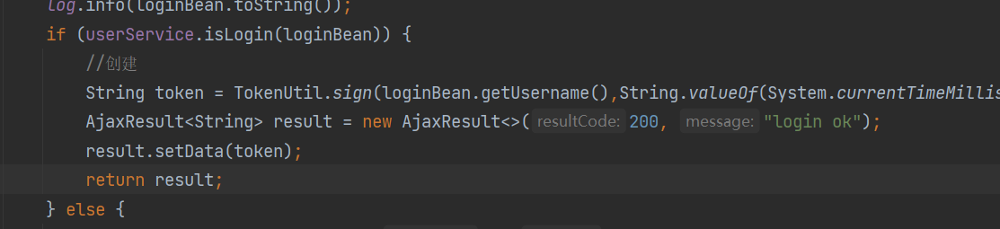 log.info(loginBean.toString());
if (userService.isLogin(loginBean)) {
//创建
String token = TokenUtil.sign(loginBean.getUsername(),String.valueOf(System.currentTimeMillis
AjaxResult<String> result = new AjaxResult<>( resultCode: 200, message: "login ok");
result.setData(token);
return result;
} else {